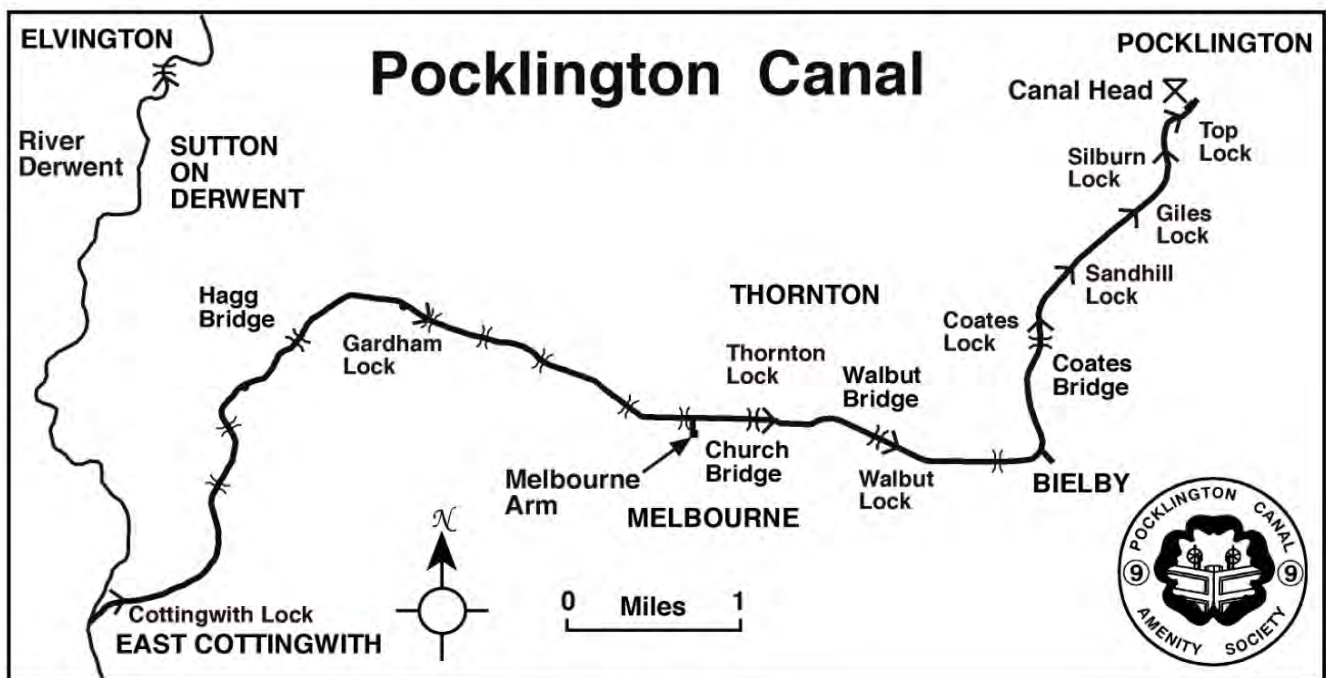 Pocklington Canal
ELVINGTON
River
Derwent
SUTTON
ON
DERWENT
POCKLINGTON
Canal Head
Top
Lock
Silburn
Lock
Giles
Lock
Sandhill
Lock
Coates
Lock
Coates
Bridge
Hagg
Bridge
Gardham
Lock
THORNTON
Thornton
Lock
Walbut
Bridge
Church
Bridge
Walbut
Lock
BIELBY
Melbourne
Arm
MELBOURNE
Cottingwith Lock
EAST COTTINGWITH
N
0 Miles 1
POCKLINGTON CANAL
9 9
AMENITY SOCIETY